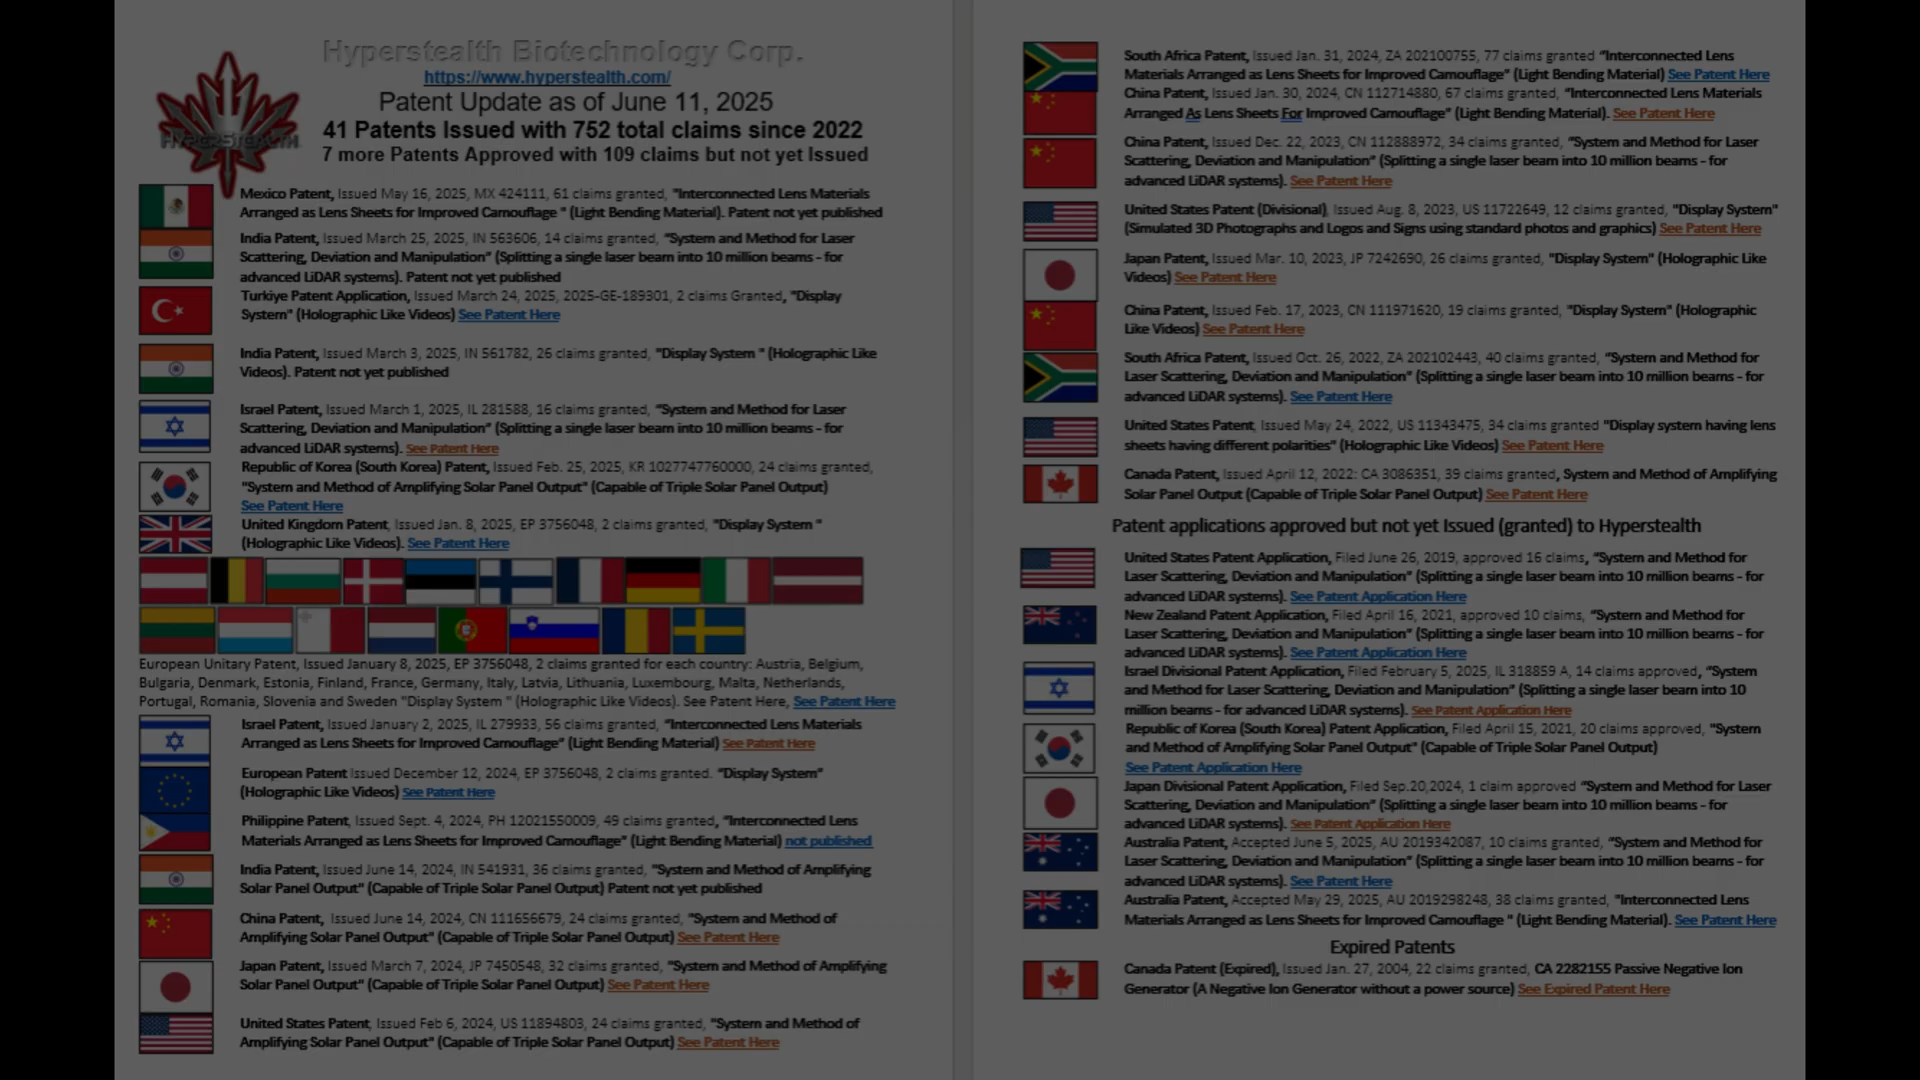 Hyperstealth Biotechnology Corp.
https://www.hyperstealth.com/
Patent Update as of June 11, 2025
41 Patents Issued with 752 total claims since 2022
7 more Patents Approved with 109 claims but not yet Issued
HYPERSTEALTH
Mexico Patent, Issued May 16, 2025, MX 424111, 61 claims granted, "Interconnected Lens Materials
Arranged as Lens Sheets for Improved Camouflage " (Light Bending Material). Patent not yet published
India Patent, Issued March 25, 2025, IN 563606, 14 claims granted, "System and Method for Laser
Scattering, Deviation and Manipulation" (Splitting a single laser beam into 10 million beams - for
advanced LiDAR systems). Patent not yet published
Turkiye Patent Application, Issued March 24, 2025, 2025-GE-189301, 2 claims Granted, "Display
System" (Holographic Like Videos) See Patent Here
India Patent, Issued March 3, 2025, IN 561782, 26 claims granted, "Display System " (Holographic Like
Videos). Patent not yet published
Israel Patent, Issued March 1, 2025, IL 281588, 16 claims granted, "System and Method for Laser
Scattering, Deviation and Manipulation" (Splitting a single laser beam into 10 million beams - for
advanced LiDAR systems). See Patent Here
Republic of Korea (South Korea) Patent, Issued Feb. 25, 2025, KR 1027747760000, 24 claims granted,
"System and Method of Amplifying Solar Panel Output" (Capable of Triple Solar Panel Output)
See Patent Here
United Kingdom Patent, Issued Jan. 8, 2025, EP 3756048, 2 claims granted, "Display System "
(Holographic Like Videos). See Patent Here
European Unitary Patent, Issued January 8, 2025, EP 3756048, 2 claims granted for each country: Austria, Belgium,
Bulgaria, Denmark, Estonia, Finland, France, Germany, Italy, Latvia, Lithuania, Luxembourg, Malta, Netherlands,
Portugal, Romania, Slovenia and Sweden "Display System " (Holographic Like Videos). See Patent Here, See Patent Here
Israel Patent, Issued January 2, 2025, IL 279933, 56 claims granted, "Interconnected Lens Materials
Arranged as Lens Sheets for Improved Camouflage" (Light Bending Material) See Patent Here
European Patent Issued December 12, 2024, EP 3756048, 2 claims granted. "Display System"
(Holographic Like Videos) See Patent Here
Philippine Patent, Issued Sept. 4, 2024, PH 12021550009, 49 claims granted, "Interconnected Lens
Materials Arranged as Lens Sheets for Improved Camouflage" (Light Bending Material) not published
India Patent, Issued June 14, 2024, IN 541931, 36 claims granted, "System and Method of Amplifying
Solar Panel Output" (Capable of Triple Solar Panel Output) Patent not yet published
China Patent, Issued June 14, 2024, CN 111656679, 24 claims granted, "System and Method of
Amplifying Solar Panel Output" (Capable of Triple Solar Panel Output) See Patent Here
Japan Patent, Issued March 7, 2024, JP 7450548, 32 claims granted, "System and Method of Amplifying
Solar Panel Output" (Capable of Triple Solar Panel Output) See Patent Here
United States Patent, Issued Feb 6, 2024, US 11894803, 24 claims granted, "System and Method of
Amplifying Solar Panel Output" (Capable of Triple Solar Panel Output) See Patent Here
South Africa Patent, Issued Jan. 31, 2024, ZA 202100755, 77 claims granted "Interconnected Lens
Materials Arranged as Lens Sheets for Improved Camouflage" (Light Bending Material) See Patent Here
China Patent, Issued Jan. 30, 2024, CN 112714880, 67 claims granted, "Interconnected Lens Materials
Arranged As Lens Sheets For Improved Camouflage" (Light Bending Material). See Patent Here
China Patent, Issued Dec. 22, 2023, CN 112888972, 34 claims granted, "System and Method for Laser
Scattering, Deviation and Manipulation" (Splitting a single laser beam into 10 million beams - for
advanced LiDAR systems). See Patent Here
United States Patent (Divisional), Issued Aug. 8, 2023, US 11722649, 12 claims granted, "Display System"
(Simulated 3D Photographs and Logos and Signs using standard photos and graphics) See Patent Here
Japan Patent, Issued Mar. 10, 2023, JP 7242690, 26 claims granted, "Display System" (Holographic Like
Videos) See Patent Here
China Patent, Issued Feb. 17, 2023, CN 111971620, 19 claims granted, "Display System" (Holographic
Like Videos) See Patent Here
South Africa Patent, Issued Oct. 26, 2022, ZA 202102443, 40 claims granted, "System and Method for
Laser Scattering, Deviation and Manipulation" (Splitting a single laser beam into 10 million beams - for
advanced LiDAR systems). See Patent Here
United States Patent, Issued May 24, 2022, US 11343475, 34 claims granted "Display system having lens
sheets having different polarities" (Holographic Like Videos) See Patent Here
Canada Patent, Issued April 12, 2022: CA 3086351, 39 claims granted, System and Method of Amplifying
Solar Panel Output (Capable of Triple Solar Panel Output) See Patent Here
Patent applications approved but not yet Issued (granted) to Hyperstealth
United States Patent Application, Filed June 26, 2019, approved 16 claims, "System and Method for
Laser Scattering, Deviation and Manipulation" (Splitting a single laser beam into 10 million beams - for
advanced LiDAR systems). See Patent Application Here
New Zealand Patent Application, Filed April 16, 2021, approved 10 claims, "System and Method for
Laser Scattering, Deviation and Manipulation" (Splitting a single laser beam into 10 million beams - for
advanced LiDAR systems). See Patent Application Here
Israel Divisional Patent Application, Filed February 5, 2025, IL 318859 A, 14 claims approved, "System
and Method for Laser Scattering, Deviation and Manipulation" (Splitting a single laser beam into 10
million beams - for advanced LiDAR systems). See Patent Application Here
Republic of Korea (South Korea) Patent Application, Filed April 15, 2021, 20 claims approved, "System
and Method of Amplifying Solar Panel Output" (Capable of Triple Solar Panel Output)
See Patent Application Here
Japan Divisional Patent Application, Filed Sep.20,2024, 1 claim approved "System and Method for Laser
Scattering, Deviation and Manipulation" (Splitting a single laser beam into 10 million beams - for
advanced LiDAR systems). See Patent Application Here
Australia Patent, Accepted June 5, 2025, AU 2019342087, 10 claims granted, "System and Method for
Laser Scattering, Deviation and Manipulation" (Splitting a single laser beam into 10 million beams - for
advanced LiDAR systems). See Patent Here
Australia Patent, Accepted May 29, 2025, AU 2019298248, 38 claims granted, "Interconnected Lens
Materials Arranged as Lens Sheets for Improved Camouflage " (Light Bending Material). See Patent Here
Expired Patents
Canada Patent (Expired), Issued Jan. 27, 2004, 22 claims granted, CA 2282155 Passive Negative Ion
Generator (A Negative Ion Generator without a power source) See Expired Patent Here